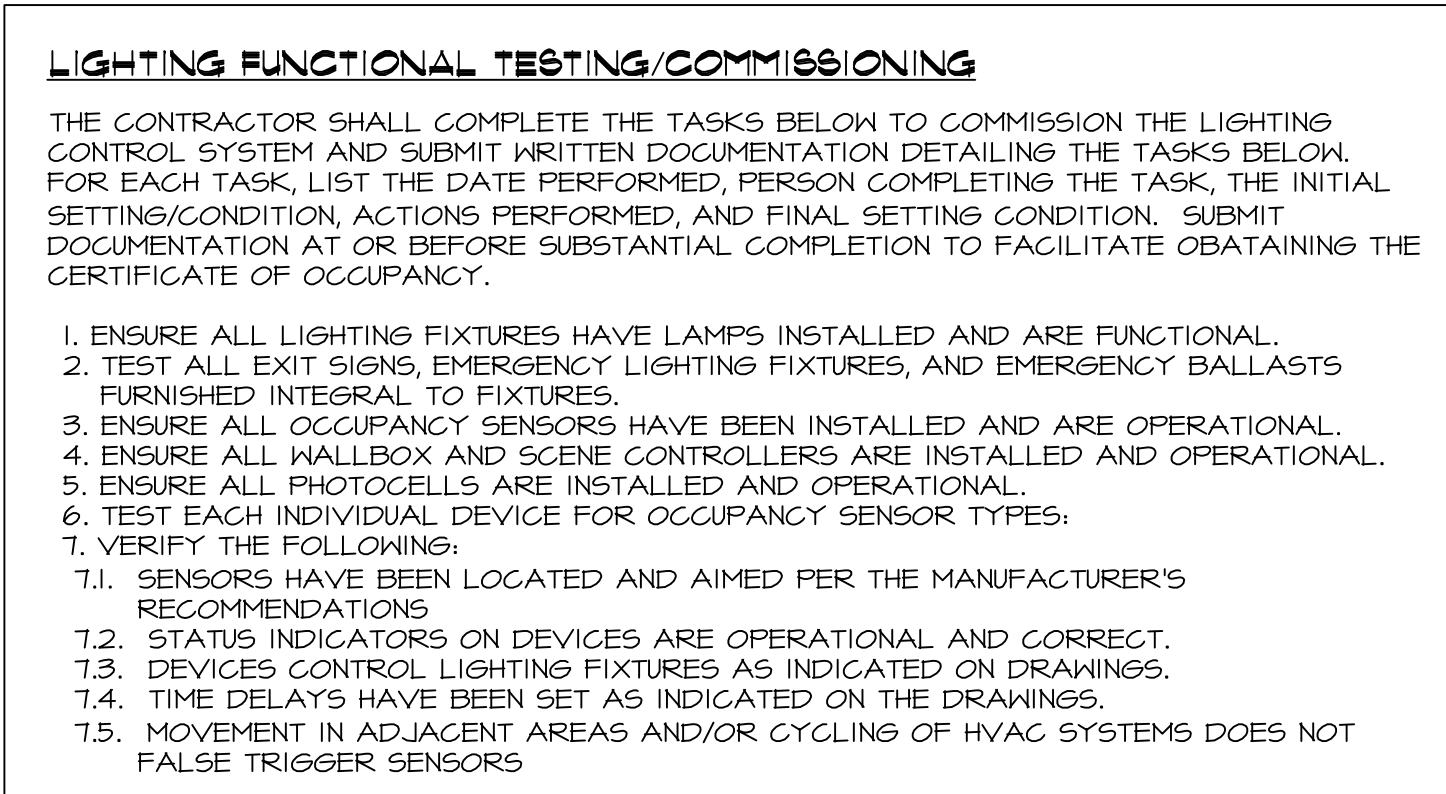 LIGHTING FUNCTIONAL TESTING/COMMISSIONING
THE CONTRACTOR SHALL COMPLETE THE TASKS BELOW TO COMMISSION THE LIGHTING
CONTROL SYSTEM AND SUBMIT WRITTEN DOCUMENTATION DETAILING THE TASKS BELOW.
FOR EACH TASK, LIST THE DATE PERFORMED, PERSON COMPLETING THE TASK, THE INITIAL
SETTING/CONDITION, ACTIONS PERFORMED, AND FINAL SETTING CONDITION. SUBMIT
DOCUMENTATION AT OR BEFORE SUBSTANTIAL COMPLETION TO FACILITATE OBATAINING THE
CERTIFICATE OF OCCUPANCY.
1. ENSURE ALL LIGHTING FIXTURES HAVE LAMPS INSTALLED AND ARE FUNCTIONAL.
2. TEST ALL EXIT SIGNS, EMERGENCY LIGHTING FIXTURES, AND EMERGENCY BALLASTS
FURNISHED INTEGRAL TO FIXTURES.
3. ENSURE ALL OCCUPANCY SENSORS HAVE BEEN INSTALLED AND ARE OPERATIONAL.
4. ENSURE ALL WALLBOX AND SCENE CONTROLLERS ARE INSTALLED AND OPERATIONAL.
5. ENSURE ALL PHOTOCELLS ARE INSTALLED AND OPERATIONAL.
6. TEST EACH INDIVIDUAL DEVICE FOR OCCUPANCY SENSOR TYPES:
7. VERIFY THE FOLLOWING:
7.1. SENSORS HAVE BEEN LOCATED AND AIMED PER THE MANUFACTURER'S
RECOMMENDATIONS
7.2. STATUS INDICATORS ON DEVICES ARE OPERATIONAL AND CORRECT.
7.3. DEVICES CONTROL LIGHTING FIXTURES AS INDICATED ON DRAWINGS.
7.4. TIME DELAYS HAVE BEEN SET AS INDICATED ON THE DRAWINGS.
7.5. MOVEMENT IN ADJACENT AREAS AND/OR CYCLING OF HVAC SYSTEMS DOES NOT
FALSE TRIGGER SENSORS